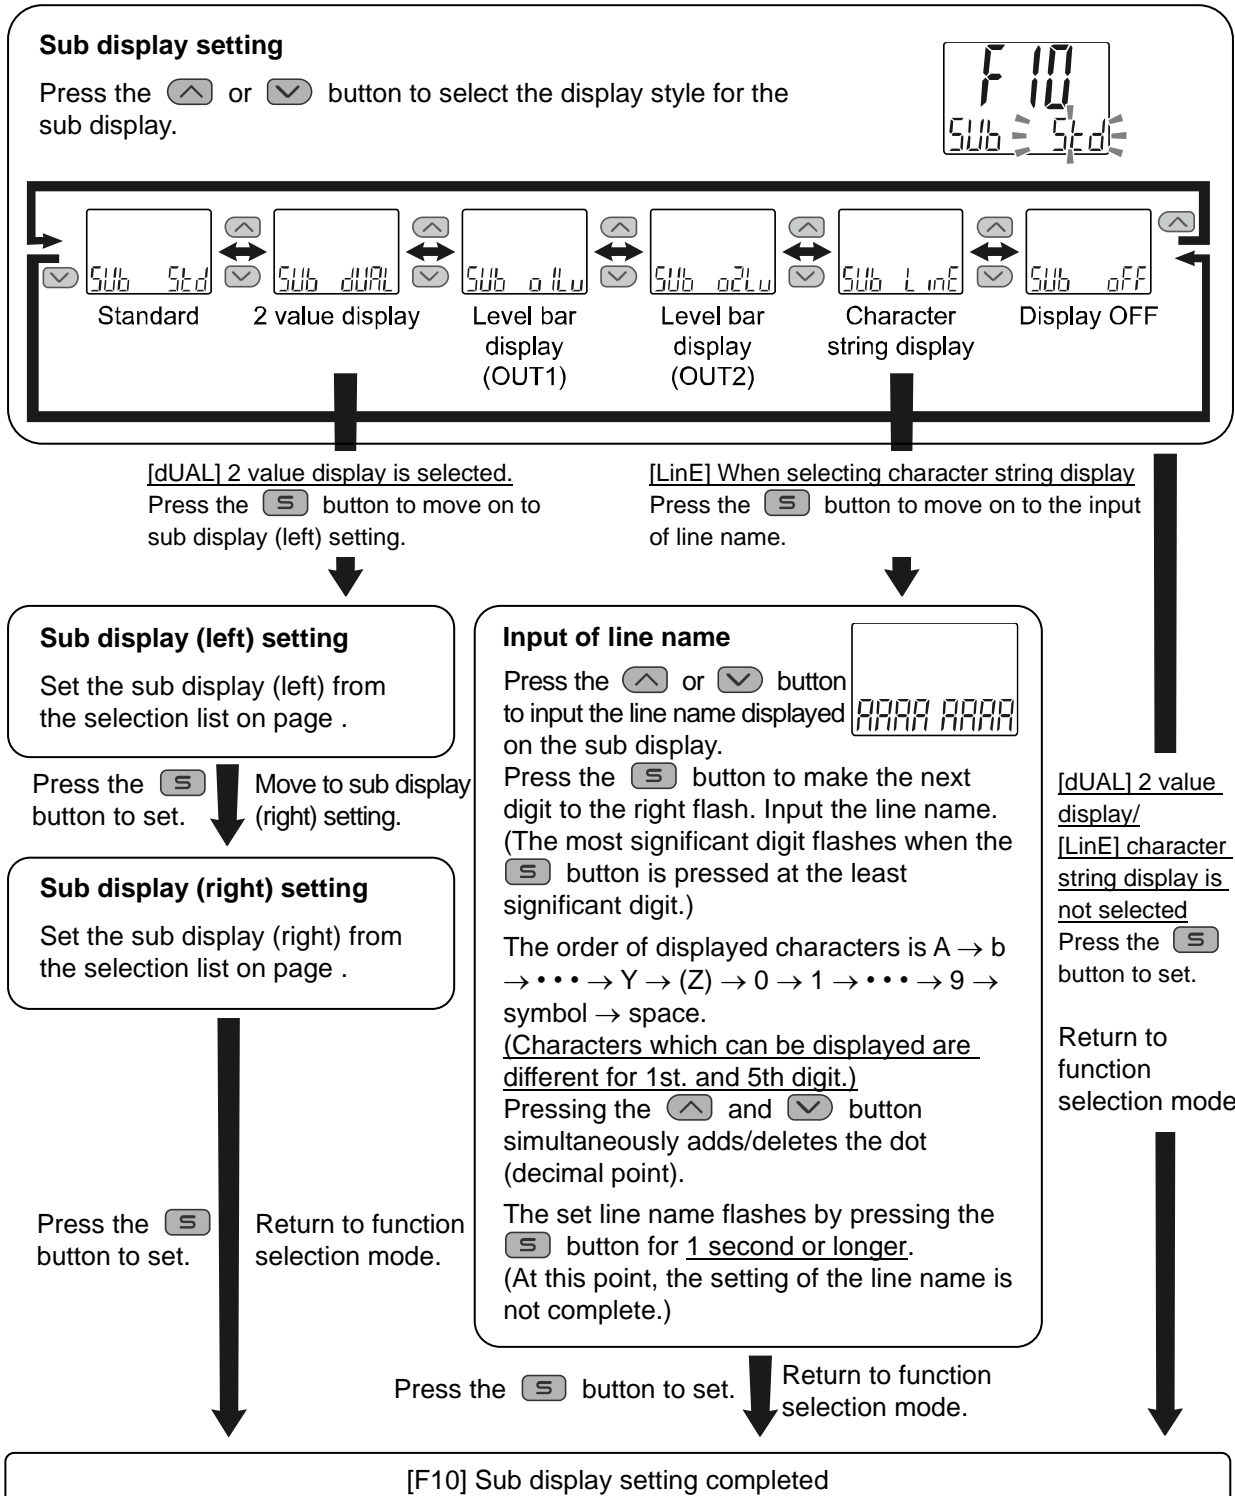 Sub display setting
Press the or button to select the display style for the
sub display.
F 10
SUb Std
SUb Std
SUb dUAL
SUb o1Lv
SUb o2Lv
SUb LinE
SUb oFF
Standard
2 value display
Level bar
display
(OUT1)
Level bar
display
(OUT2)
Character
string display
Display OFF
[dUAL] 2 value display is selected.
Press the S button to move on to
sub display (left) setting.
[LinE] When selecting character string display
Press the S button to move on to the input
of line name.
Sub display (left) setting
Set the sub display (left) from
the selection list on page .
Press the S
button to set.
Move to sub display
(right) setting.
Sub display (right) setting
Set the sub display (right) from
the selection list on page .
Press the S
button to set.
Return to function
selection mode.
Input of line name
Press the or button
to input the line name displayed
on the sub display.
AAAA AAAA
Press the S button to make the next
digit to the right flash. Input the line name.
(The most significant digit flashes when the
S button is pressed at the least
significant digit.)
The order of displayed characters is A → b
→ • • • → Y → (Z) → 0 → 1 → • • • → 9 →
symbol → space.
(Characters which can be displayed are
different for 1st. and 5th digit.)
Pressing the and button
simultaneously adds/deletes the dot
(decimal point).
The set line name flashes by pressing the
S button for 1 second or longer.
(At this point, the setting of the line name is
not complete.)
Press the S button to set.
Return to function
selection mode.
[dUAL] 2 value
display/
[LinE] character
string display is
not selected
Press the S
button to set.
Return to
function
selection mode
[F10] Sub display setting completed